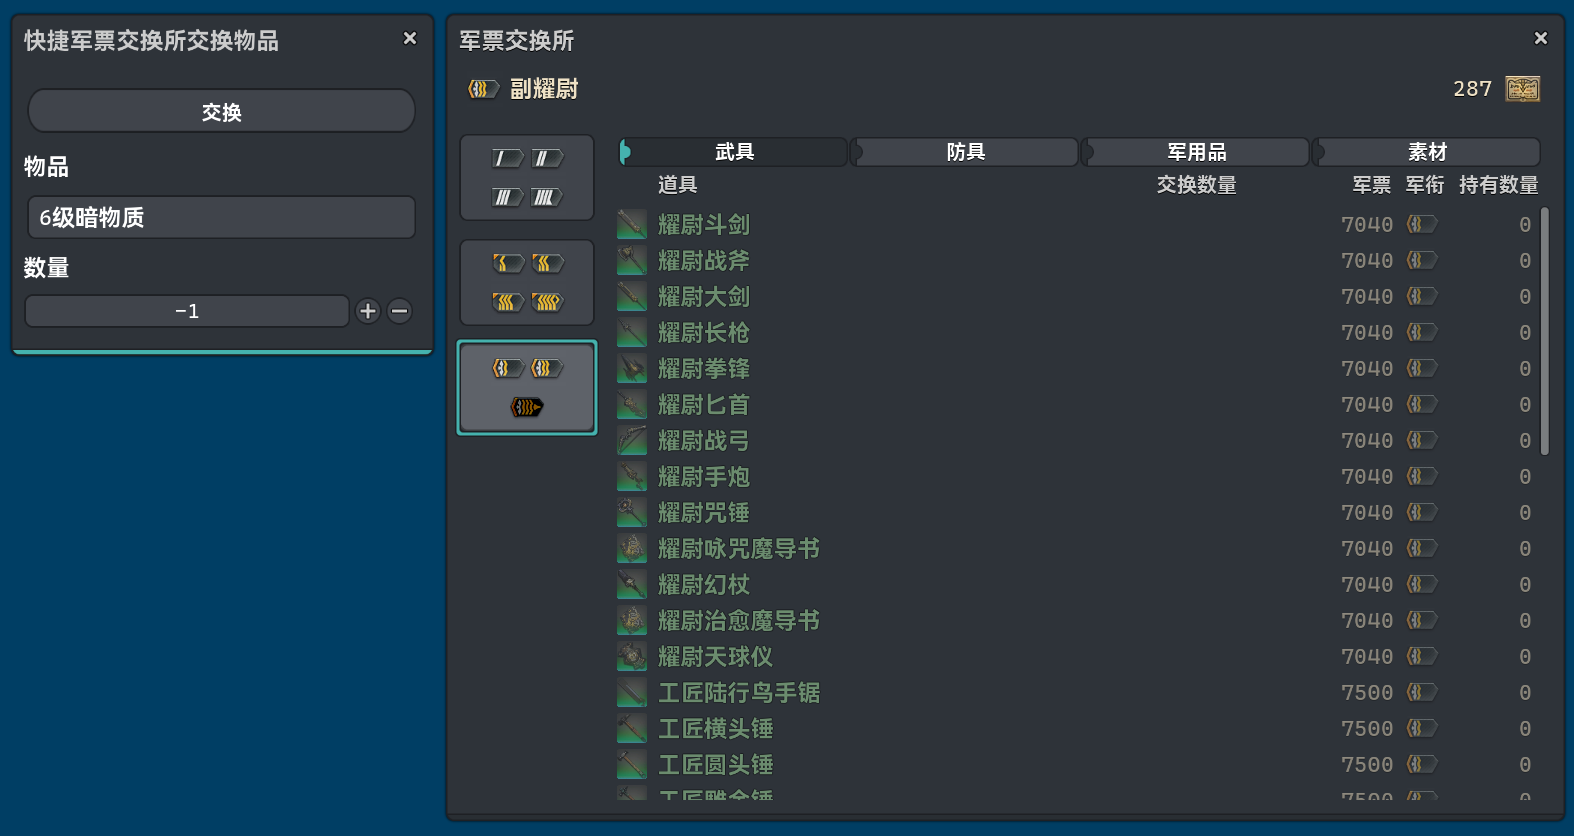 快捷军票交换所交换物品
交换
物品
6级暗物质
数量
-1
军票交换所
副耀尉
287
武具 防具 军用品 素材
道具 交换数量 军票 军衔 持有数量
耀尉斗剑 7040 0
耀尉战斧 7040 0
耀尉大剑 7040 0
耀尉长枪 7040 0
耀尉拳锋 7040 0
耀尉匕首 7040 0
耀尉战弓 7040 0
耀尉手炮 7040 0
耀尉咒锤 7040 0
耀尉咏咒魔导书 7040 0
耀尉幻杖 7040 0
耀尉治愈魔导书 7040 0
耀尉天球仪 7040 0
工匠陆行鸟手锯 7500 0
工匠横头锤 7500 0
工匠圆头锤 7500 0
工匠雕金锤 7500 0